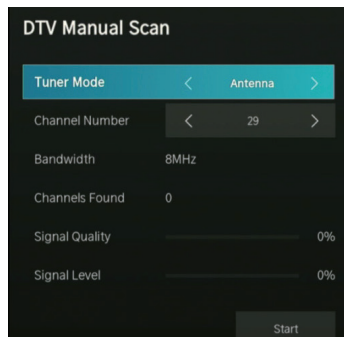 DTV Manual Scan
Tuner Mode < Antenna >
Channel Number < 29 >
Bandwidth 8MHz
Channels Found 0
Signal Quality 0%
Signal Level 0%
Start